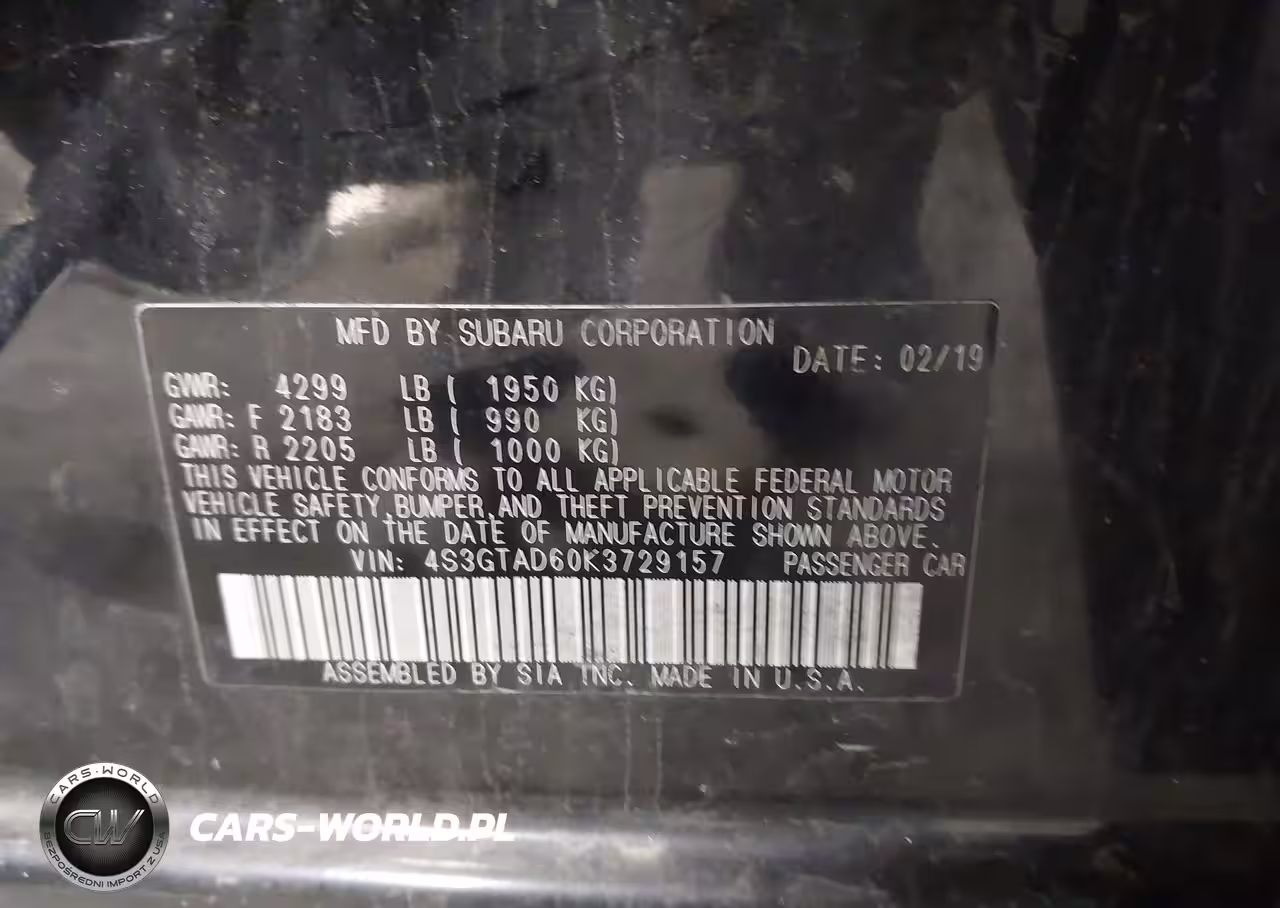 MFD BY SUBARU CORPORATION
DATE: 02/19
GVWR: 4299 LB ( 1950 KG)
GAWR: F 2183 LB ( 990 KG)
GAWR: R 2205 LB ( 1000 KG)
THIS VEHICLE CONFORMS TO ALL APPLICABLE FEDERAL MOTOR
VEHICLE SAFETY,BUMPER,AND THEFT PREVENTION STANDARDS
IN EFFECT ON THE DATE OF MANUFACTURE SHOWN ABOVE.
VIN: 4S3GTAD60K3729157 PASSENGER CAR
ASSEMBLED BY SIA INC. MADE IN U.S.A.
CARS-WORLD
CW
BEZPOŚREDNI IMPORT Z USA
CARS-WORLD.PL